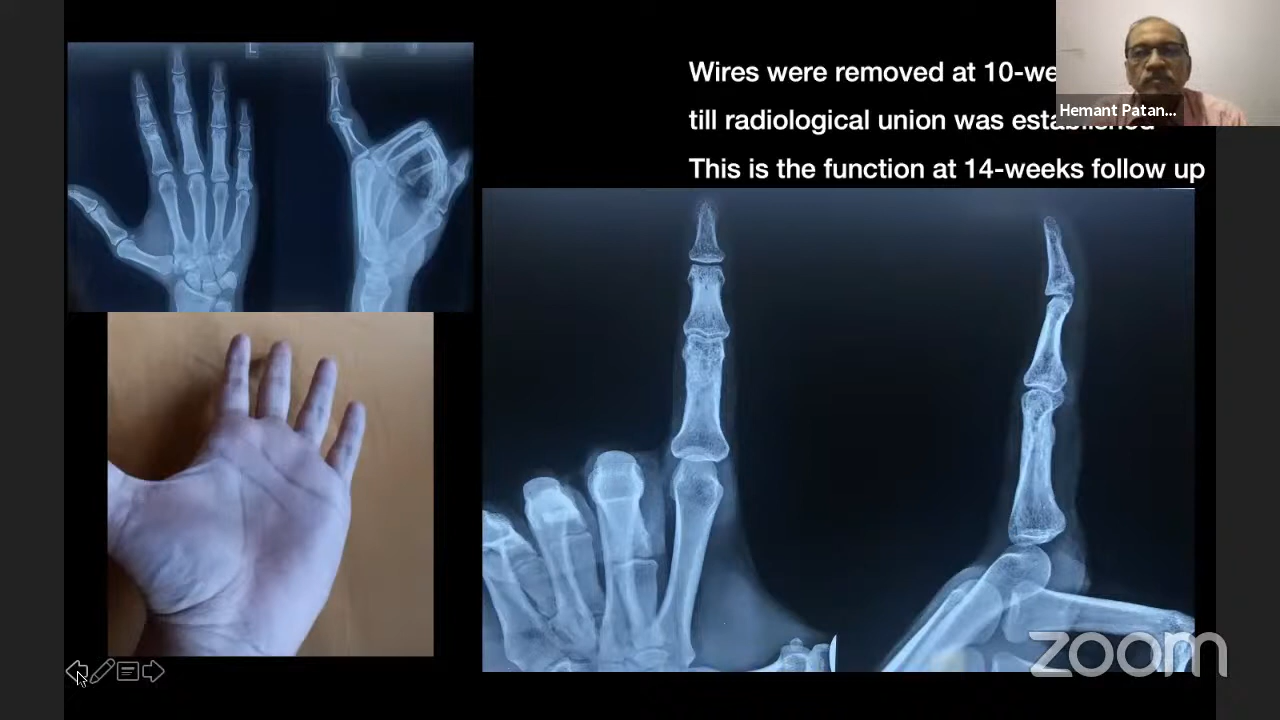 L
Wires were removed at 10-we
till radiological union was established
This is the function at 14-weeks follow up
Hemant Patan...
zoom